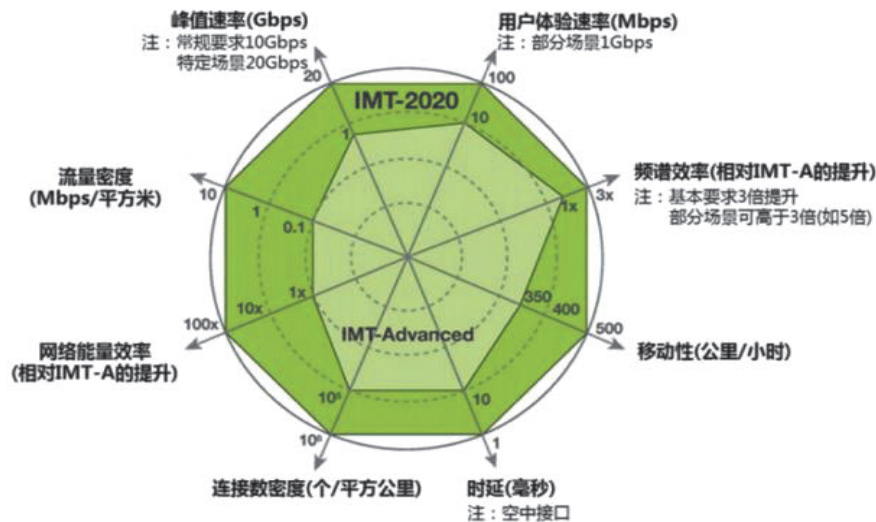 峰值速率(Gbps)
注：常规要求10Gbps
特定场景20Gbps
用户体验速率(Mbps)
注：部分场景1Gbps
20
100
IMT-2020
1
10
流量密度
(Mbps/平方米)
10
1
0.1
频谱效率(相对IMT-A的提升)
注：基本要求3倍提升
部分场景可高于3倍(如5倍)
1x
3x
网络能量效率
(相对IMT-A的提升)
100x
10x
1x
350
400
500
移动性(公里/小时)
IMT-Advanced
10⁵
10⁶
10
1
连接数密度(个/平方公里)
时延(毫秒)
注：空中接口